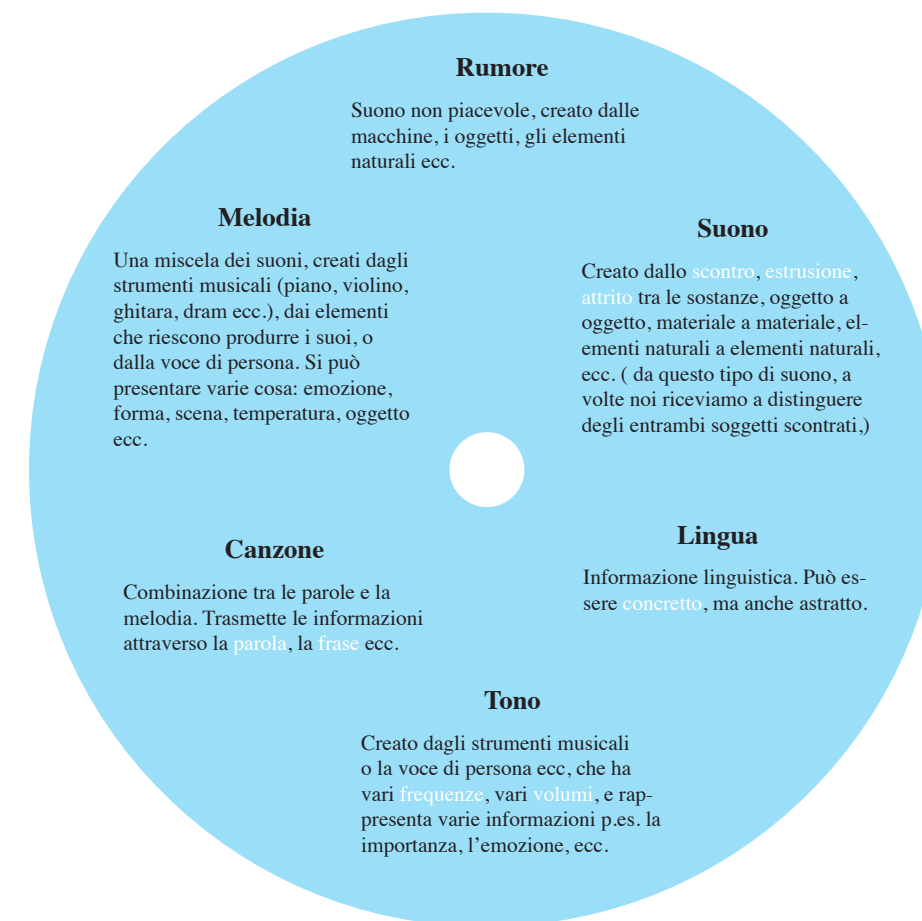 Rumore
Suono non piacevole, creato dalle
macchine, i oggetti, gli elementi
naturali ecc.
Melodia
Una miscela dei suoni, creati dagli
strumenti musicali (piano, violino,
ghitara, dram ecc.), dai elementi
che riescono produrre i suoi, o
dalla voce di persona. Si può
presentare varie cosa: emozione,
forma, scena, temperatura, oggetto
ecc.
Suono
Creato dallo scontro, estrusione,
attrito tra le sostanze, oggetto a
oggetto, materiale a materiale, el-
ementi naturali a elementi naturali,
ecc. ( da questo tipo di suono, a
volte noi riceviamo a distinguere
degli entrambi soggetti scontrati,)
Canzone
Combinazione tra le parole e la
melodia. Trasmette le informazioni
attraverso la parola, la frase ecc.
Lingua
Informazione linguistica. Può es-
sere concretto, ma anche astratto.
Tono
Creato dagli strumenti musicali
o la voce di persona ecc, che ha
vari frequenze, vari volumi, e rap-
presenta varie informazioni p.es. la
importanza, l'emozione, ecc.